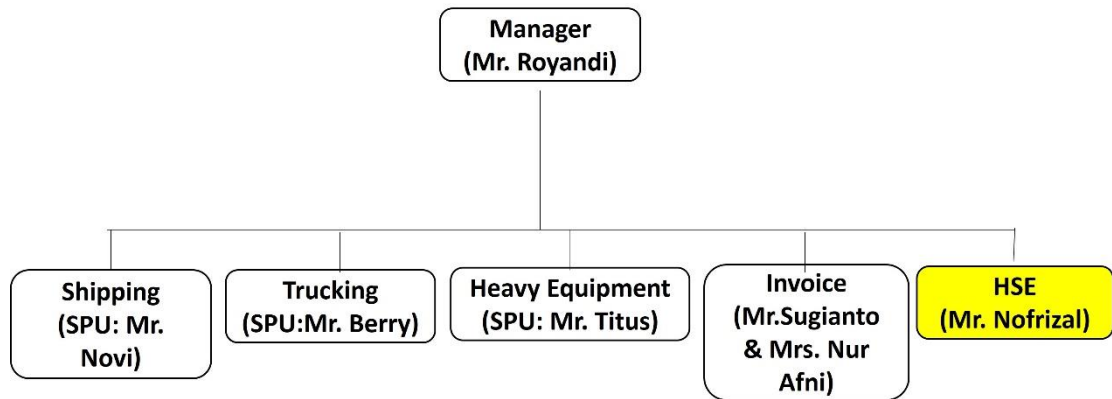 Manager
(Mr. Royandi)
Shipping
(SPU: Mr.
Novi)
Trucking
(SPU:Mr. Berry)
Heavy Equipment
(SPU: Mr. Titus)
Invoice
(Mr.Sugianto
& Mrs. Nur
Afni)
HSE
(Mr. Nofrizal)